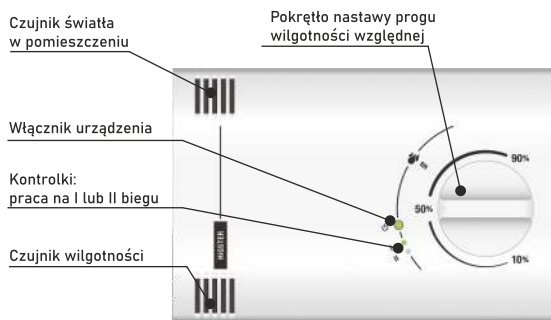 Czujnik światła
w pomieszczeniu
Pokrętło nastawy progu
wilgotności względnej
Włącznik urządzenia
Kontrolki:
praca na I lub II biegu
Czujnik wilgotności
HIGSTER
90%
50%
10%